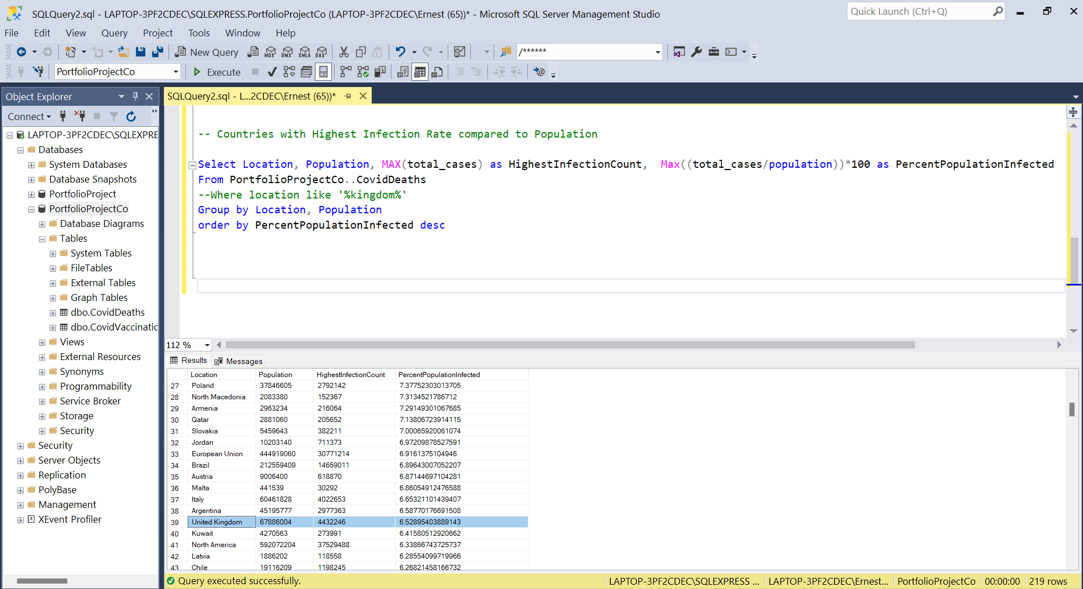 SQLQuery2.sql - LAPTOP-3PF2CDEC\SQLEXPRESS.PortfolioProjectCo (LAPTOP-3PF2CDEC\Ernest (65))* - Microsoft SQL Server Management Studio
Quick Launch (Ctrl+Q)
File Edit View Query Project Tools Window Help
New Query MDX DMX XMLA DAX /******
PortfolioProjectCo Execute
Object Explorer
SQLQuery2.sql - L...2CDEC\Ernest (65))*
Connect
LAPTOP-3PF2CDEC\SQLEXPRE
Databases
System Databases
Database Snapshots
PortfolioProject
PortfolioProjectCo
Database Diagrams
Tables
System Tables
FileTables
External Tables
Graph Tables
dbo.CovidDeaths
dbo.CovidVaccinatic
Views
External Resources
Synonyms
Programmability
Service Broker
Storage
Security
Security
Server Objects
Replication
PolyBase
Management
XEvent Profiler
-- Countries with Highest Infection Rate compared to Population
Select Location, Population, MAX(total_cases) as HighestInfectionCount, Max((total_cases/population))*100 as PercentPopulationInfected
From PortfolioProjectCo..CovidDeaths
--Where location like '%kingdom%'
Group by Location, Population
order by PercentPopulationInfected desc
112 %
Results Messages
Location Population HighestInfectionCount PercentPopulationInfected
27 Poland 37846605 2792142 7.37752303013705
28 North Macedonia 2083380 152367 7.3134521786712
29 Armenia 2963234 216064 7.29149301067685
30 Qatar 2881060 205652 7.13806723914115
31 Slovakia 5459643 382211 7.00065920061074
32 Jordan 10203140 711373 6.97209878527591
33 European Union 444919060 30771214 6.9161375104946
34 Brazil 212559409 14659011 6.89643007052207
35 Austria 9006400 618870 6.87144697104281
36 Malta 441539 30292 6.86054912476588
37 Italy 60461828 4022653 6.65321101439407
38 Argentina 45195777 2977363 6.58770176691508
39 United Kingdom 67886004 4432246 6.52895403889143
40 Kuwait 4270563 273991 6.41580512920662
41 North America 592072204 37529488 6.33866743725737
42 Latvia 1886202 118558 6.28554099719966
43 Chile 19116209 1198245 6.26821458166732
Query executed successfully. LAPTOP-3PF2CDEC\SQLEXPRESS ... LAPTOP-3PF2CDEC\Ernest... PortfolioProjectCo 00:00:00 219 rows